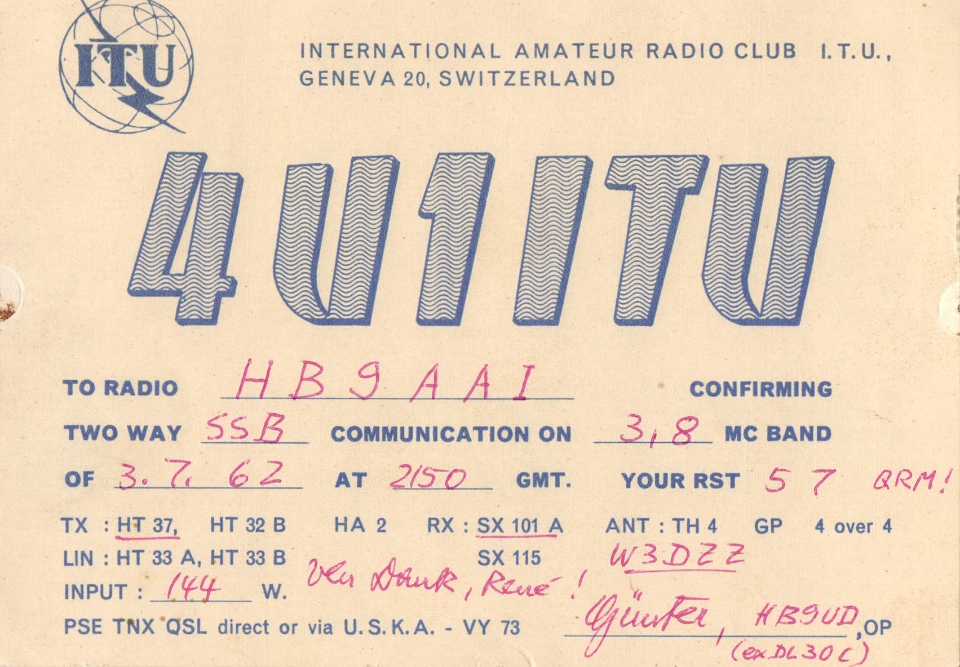 ITU
INTERNATIONAL AMATEUR RADIO CLUB I.T.U.,
GENEVA 20, SWITZERLAND
4U1ITU
TO RADIO HB9AAI CONFIRMING
TWO WAY SSB COMMUNICATION ON 3,8 MC BAND
OF 3.7.62 AT 2150 GMT. YOUR RST 57 QRM!
TX : HT 37, HT 32 B HA 2 RX : SX 101 A ANT : TH 4 GP 4 over 4
LIN : HT 33 A, HT 33 B SX 115 W3DZZ
INPUT : 144 W. Vlen Dank, René!
PSE TNX QSL direct or via U.S.K.A. - VY 73 Günter, HB9UD, OP
(ex DL3OC)